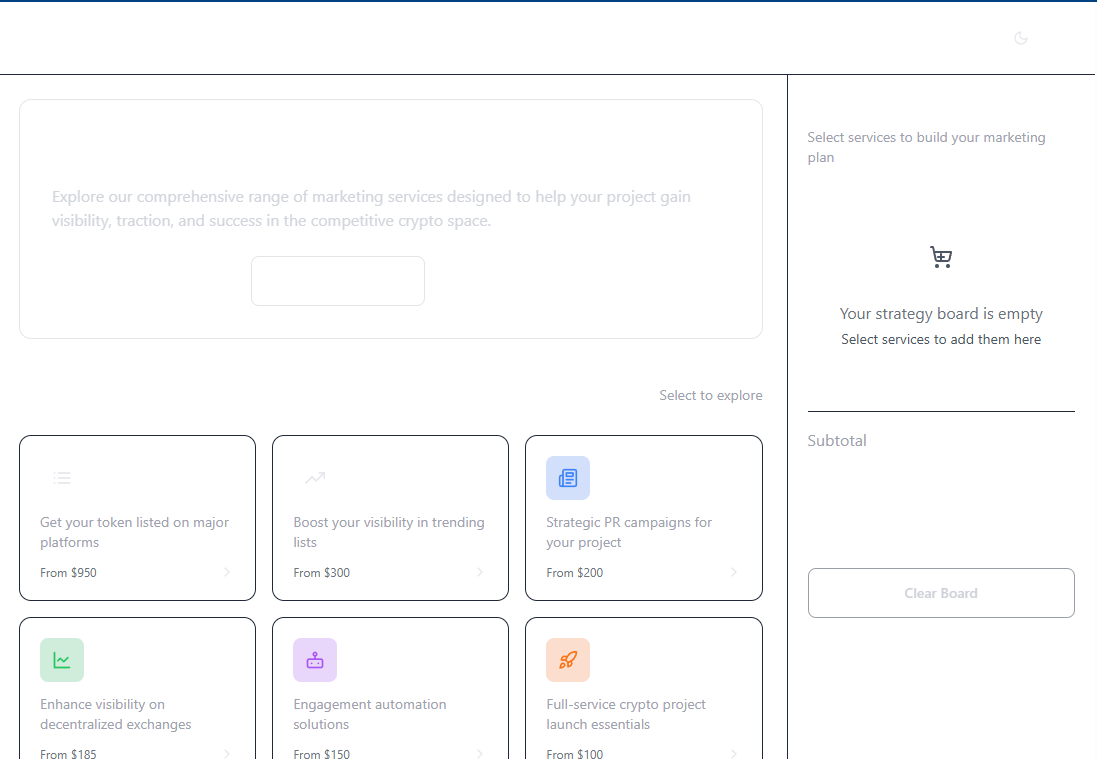 Select services to build your marketing
plan
Explore our comprehensive range of marketing services designed to help your project gain
visibility, traction, and success in the competitive crypto space.
Your strategy board is empty
Select services to add them here
Select to explore
Subtotal
Get your token listed on major
platforms
From $950
Boost your visibility in trending
lists
From $300
Strategic PR campaigns for
your project
From $200
Clear Board
Enhance visibility on
decentralized exchanges
From $185
Engagement automation
solutions
From $150
Full-service crypto project
launch essentials
From $100